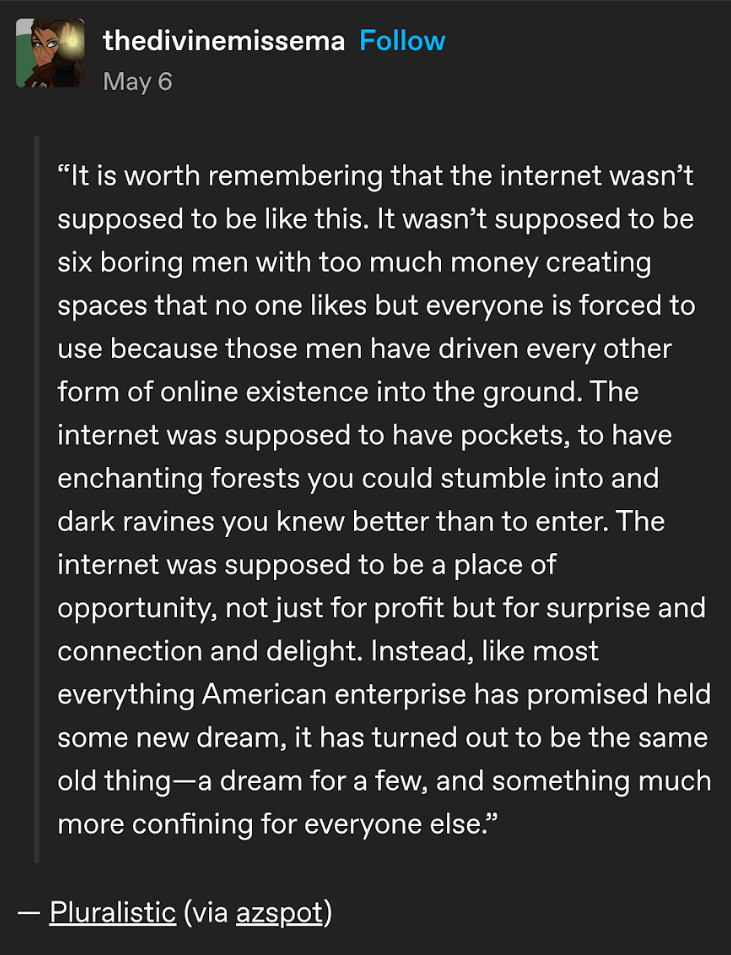 thedivinemissema Follow
May 6
“It is worth remembering that the internet wasn’t
supposed to be like this. It wasn’t supposed to be
six boring men with too much money creating
spaces that no one likes but everyone is forced to
use because those men have driven every other
form of online existence into the ground. The
internet was supposed to have pockets, to have
enchanting forests you could stumble into and
dark ravines you knew better than to enter. The
internet was supposed to be a place of
opportunity, not just for profit but for surprise and
connection and delight. Instead, like most
everything American enterprise has promised held
some new dream, it has turned out to be the same
old thing—a dream for a few, and something much
more confining for everyone else.”
— Pluralistic (via azspot)